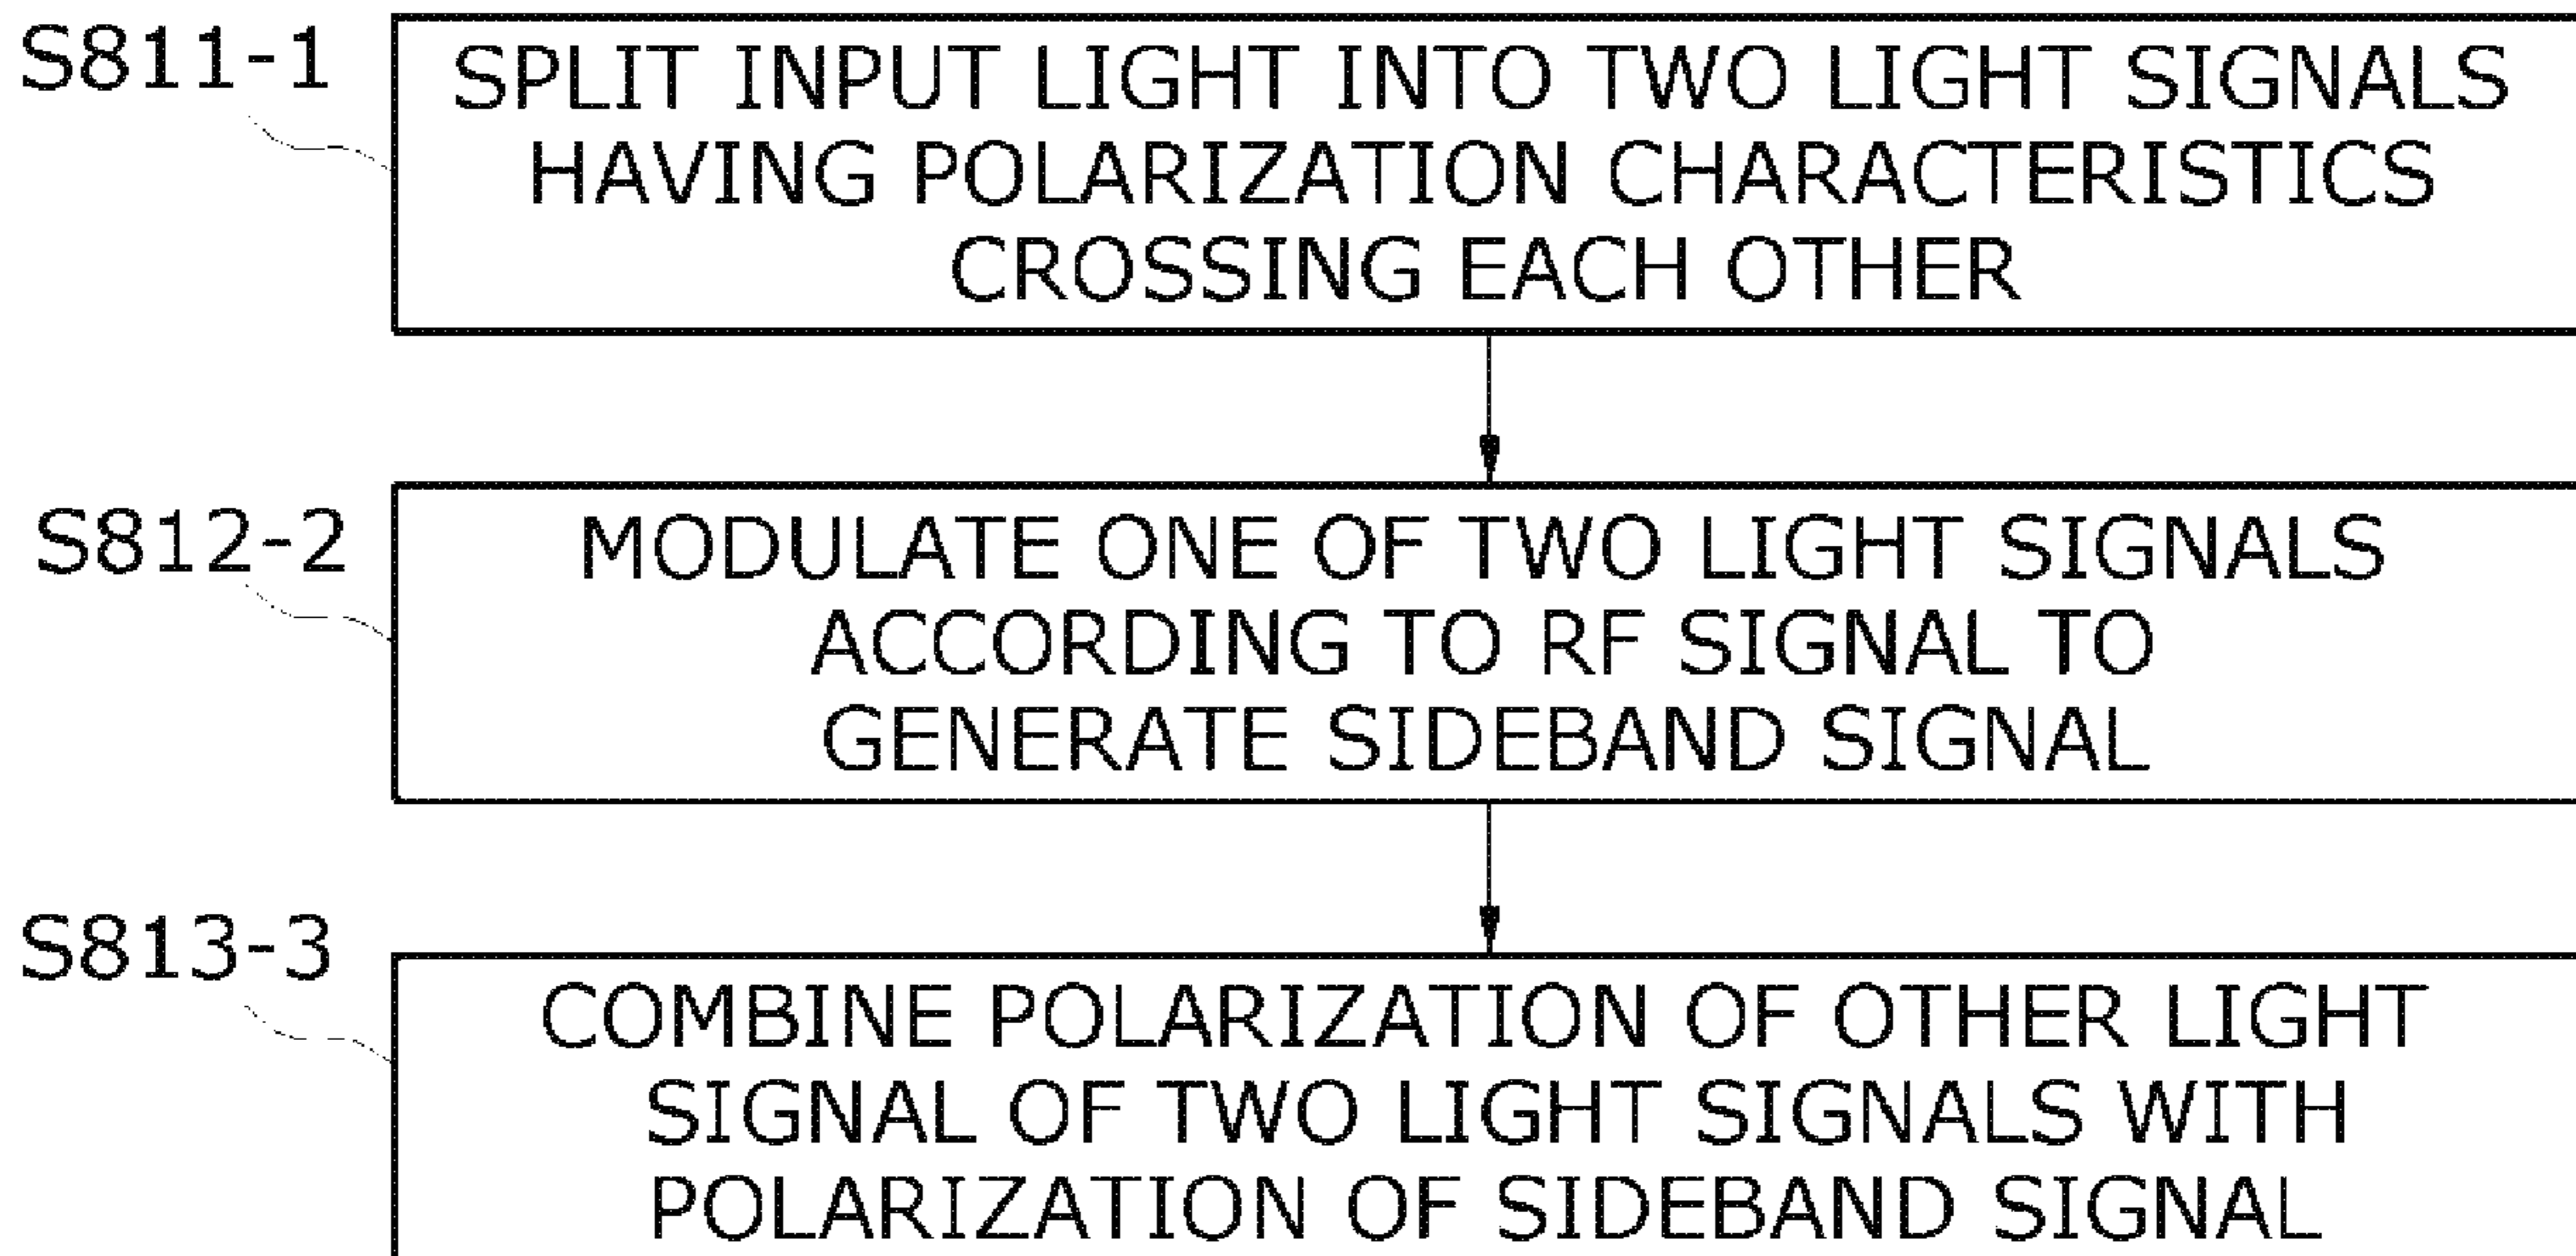 S811-1
SPLIT INPUT LIGHT INTO TWO LIGHT SIGNALS
HAVING POLARIZATION CHARACTERISTICS
CROSSING EACH OTHER
S812-2
MODULATE ONE OF TWO LIGHT SIGNALS
ACCORDING TO RF SIGNAL TO
GENERATE SIDEBAND SIGNAL
S813-3
COMBINE POLARIZATION OF OTHER LIGHT
SIGNAL OF TWO LIGHT SIGNALS WITH
POLARIZATION OF SIDEBAND SIGNAL